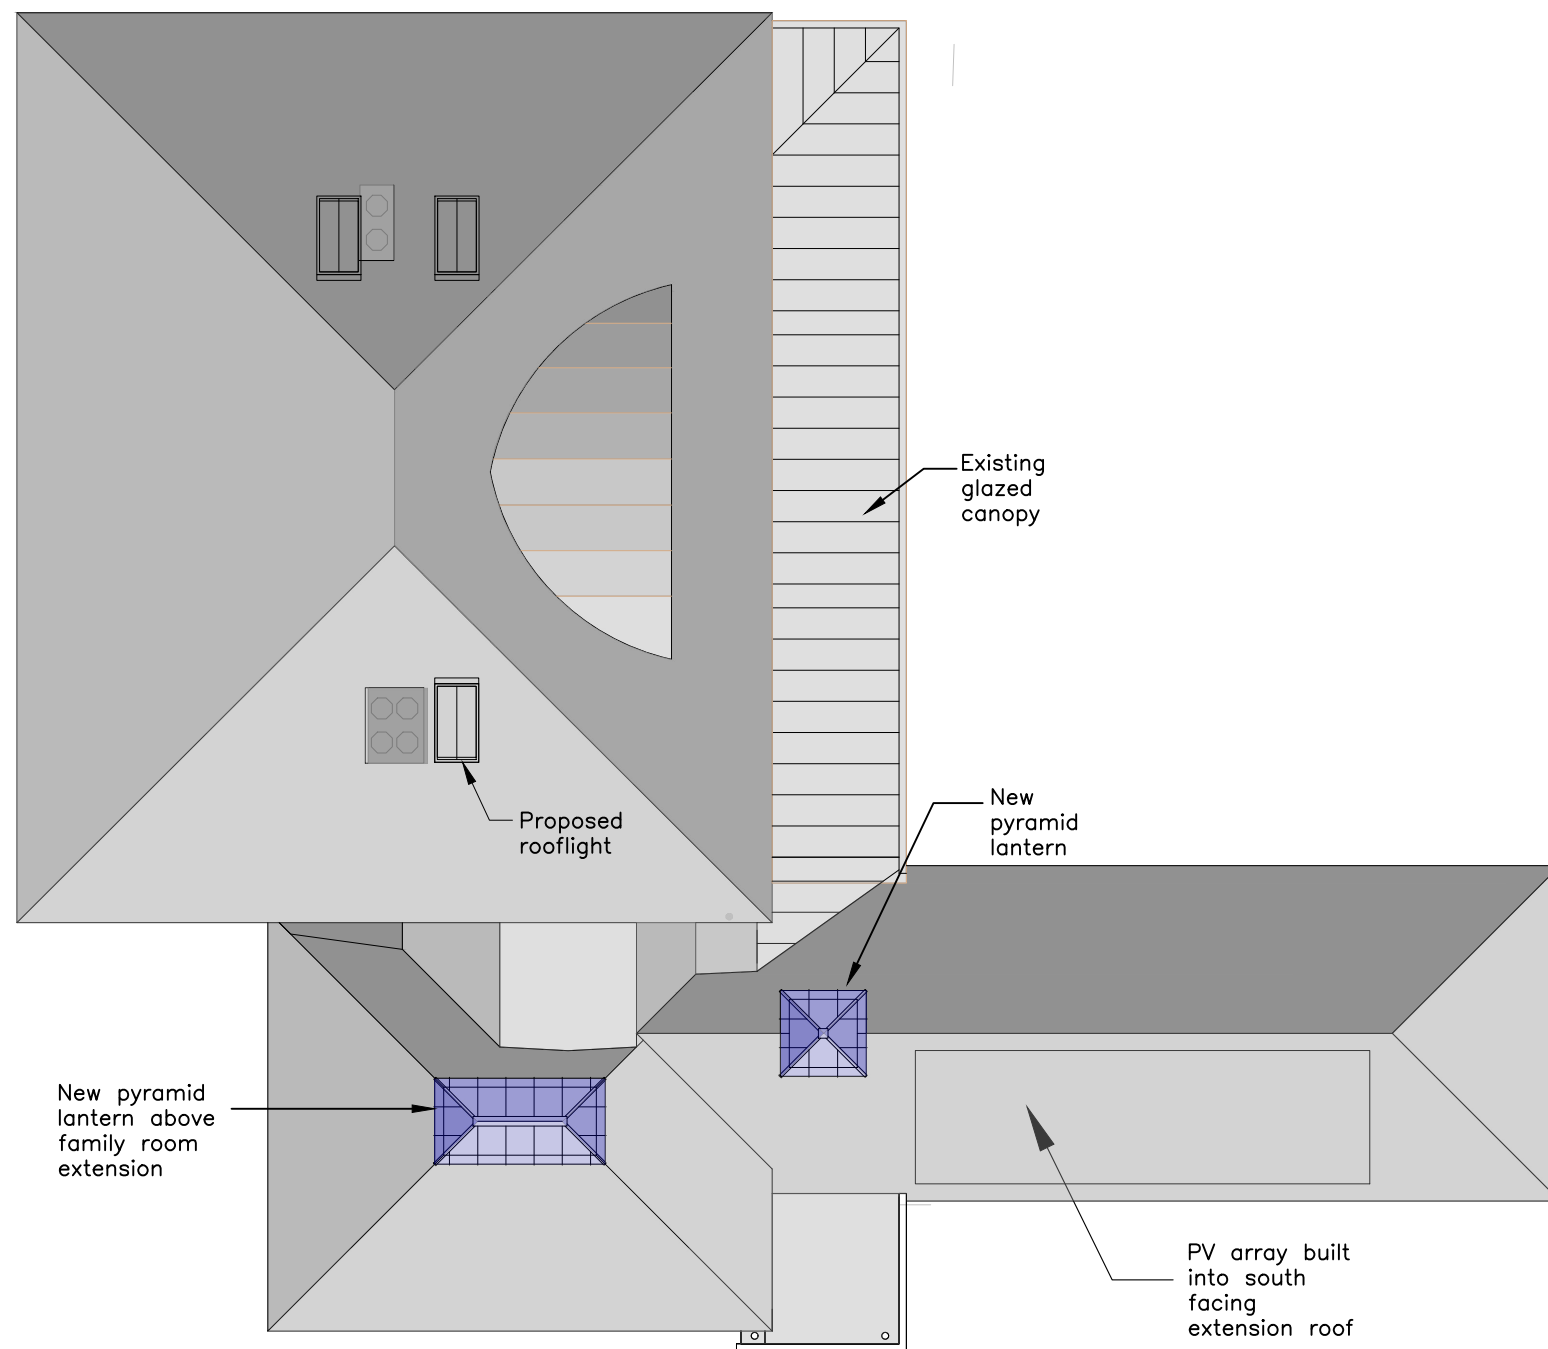 Existing
glazed
canopy
New
pyramid
lantern
Proposed
rooflight
New pyramid
lantern above
family room
extension
PV array built
into south
facing
extension roof